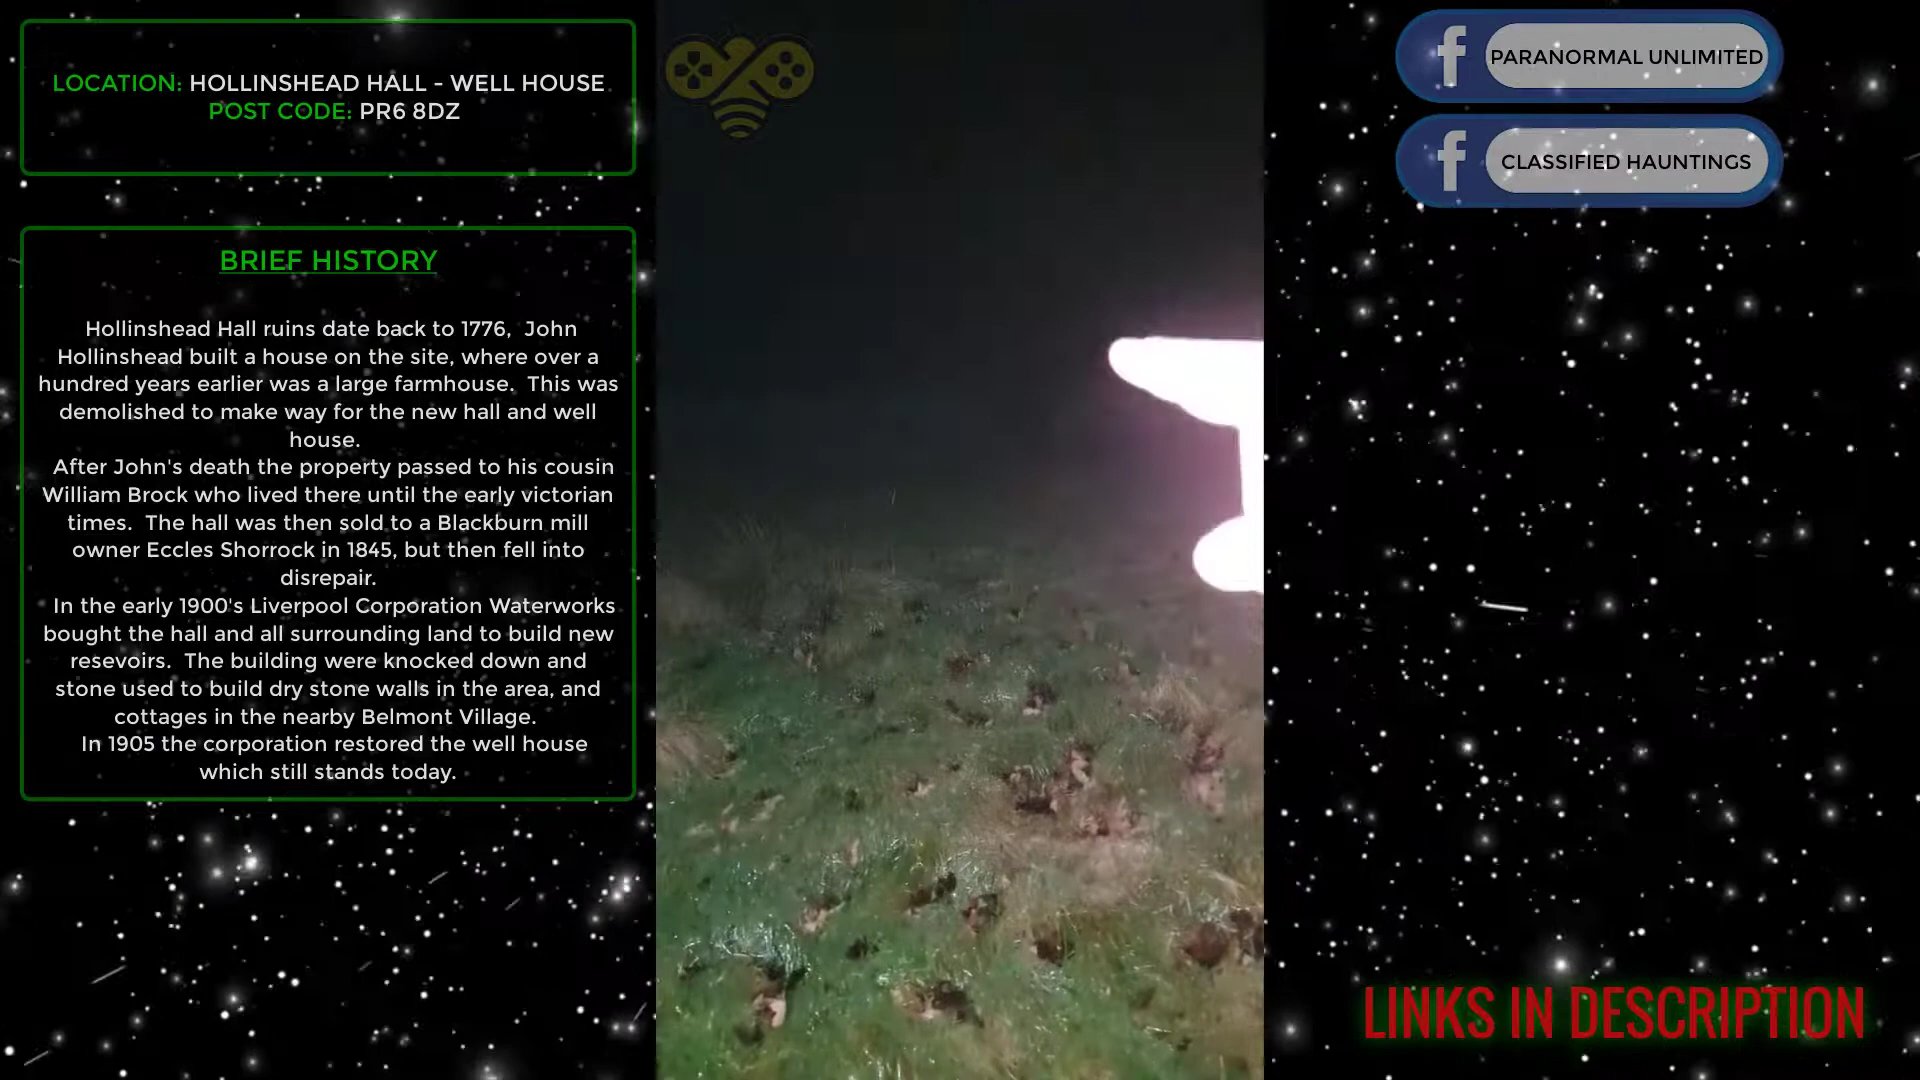 LOCATION: HOLLINSHEAD HALL - WELL HOUSE
POST CODE: PR6 8DZ
BRIEF HISTORY
Hollinshead Hall ruins date back to 1776, John
Hollinshead built a house on the site, where over a
hundred years earlier was a large farmhouse. This was
demolished to make way for the new hall and well
house.
After John's death the property passed to his cousin
William Brock who lived there until the early victorian
times. The hall was then sold to a Blackburn mill
owner Eccles Shorrock in 1845, but then fell into
disrepair.
In the early 1900's Liverpool Corporation Waterworks
bought the hall and all surrounding land to build new
resevoirs. The building were knocked down and
stone used to build dry stone walls in the area, and
cottages in the nearby Belmont Village.
In 1905 the corporation restored the well house
which still stands today.
f PARANORMAL UNLIMITED
f CLASSIFIED HAUNTINGS
LINKS IN DESCRIPTION